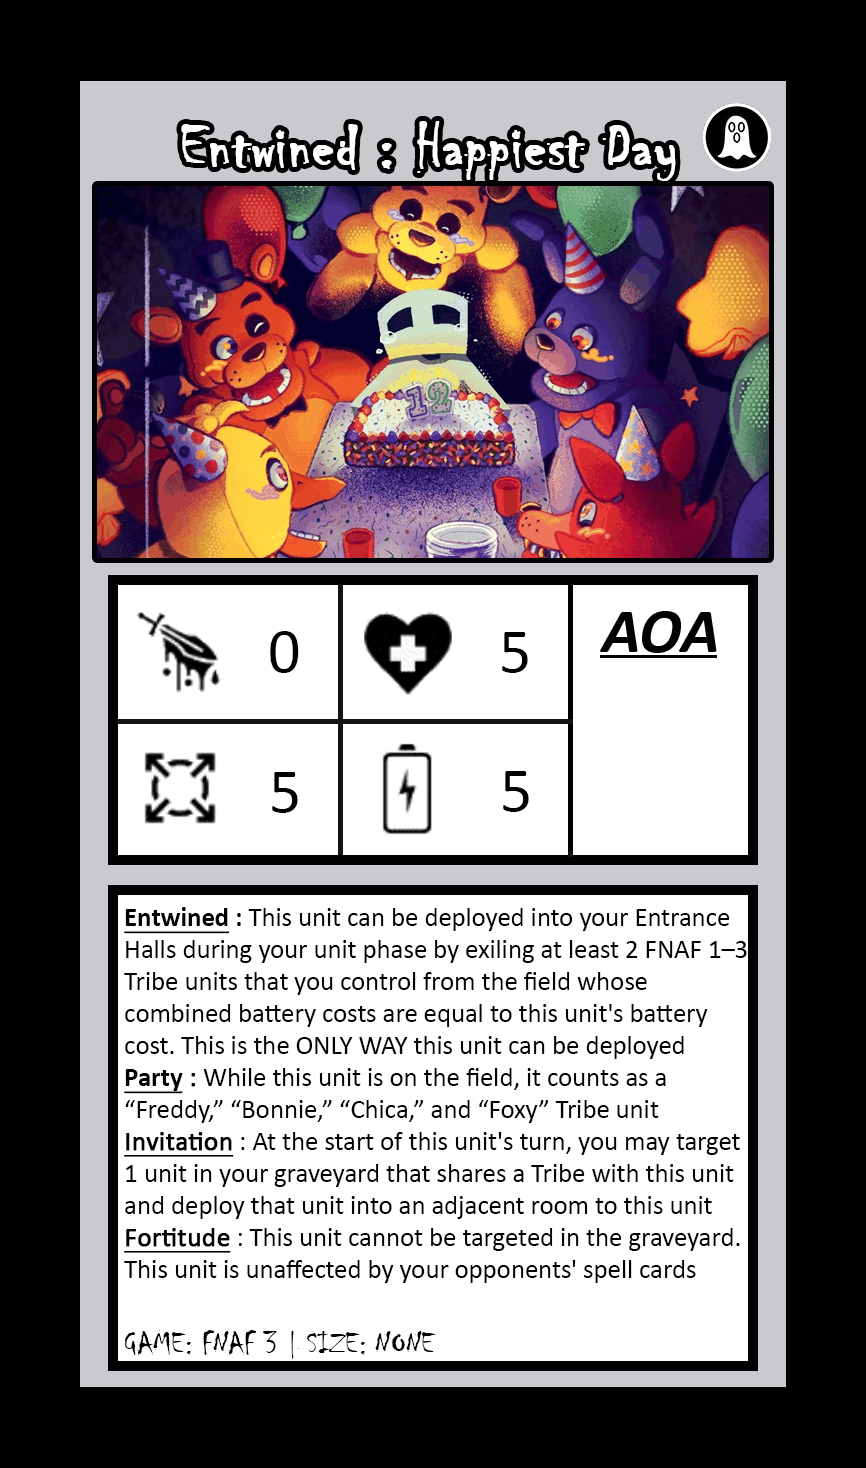 Entwined : Happiest Day
12
0
5
AOA
5
5
Entwined : This unit can be deployed into your Entrance
Halls during your unit phase by exiling at least 2 FNAF 1–3
Tribe units that you control from the field whose
combined battery costs are equal to this unit's battery
cost. This is the ONLY WAY this unit can be deployed
Party : While this unit is on the field, it counts as a
“Freddy,” “Bonnie,” “Chica,” and “Foxy” Tribe unit
Invitation : At the start of this unit's turn, you may target
1 unit in your graveyard that shares a Tribe with this unit
and deploy that unit into an adjacent room to this unit
Fortitude : This unit cannot be targeted in the graveyard.
This unit is unaffected by your opponents' spell cards
GAME: FNAF 3 | SIZE: NONE